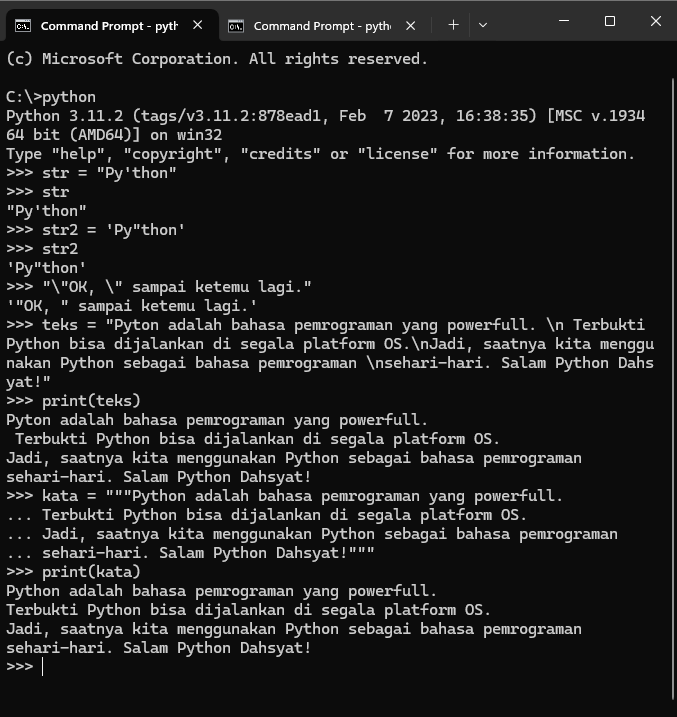 Command Prompt - pyth
Command Prompt - pytho
(c) Microsoft Corporation. All rights reserved.
C:\>python
Python 3.11.2 (tags/v3.11.2:878ead1, Feb  7 2023, 16:38:35) [MSC v.1934
64 bit (AMD64)] on win32
Type "help", "copyright", "credits" or "license" for more information.
>>> str = "Py'thon"
>>> str
"Py'thon"
>>> str2 = 'Py"thon'
>>> str2
'Py"thon'
>>> "\"OK, \" sampai ketemu lagi."
'"OK, " sampai ketemu lagi.'
>>> teks = "Pyton adalah bahasa pemrograman yang powerfull. \n Terbukti
Python bisa dijalankan di segala platform OS.\nJadi, saatnya kita menggu
nakan Python sebagai bahasa pemrograman \nsehari-hari. Salam Python Dahs
yat!"
>>> print(teks)
Pyton adalah bahasa pemrograman yang powerfull.
 Terbukti Python bisa dijalankan di segala platform OS.
Jadi, saatnya kita menggunakan Python sebagai bahasa pemrograman
sehari-hari. Salam Python Dahsyat!
>>> kata = """Python adalah bahasa pemrograman yang powerfull.
... Terbukti Python bisa dijalankan di segala platform OS.
... Jadi, saatnya kita menggunakan Python sebagai bahasa pemrograman
... sehari-hari. Salam Python Dahsyat!"""
>>> print(kata)
Python adalah bahasa pemrograman yang powerfull.
Terbukti Python bisa dijalankan di segala platform OS.
Jadi, saatnya kita menggunakan Python sebagai bahasa pemrograman
sehari-hari. Salam Python Dahsyat!
>>>